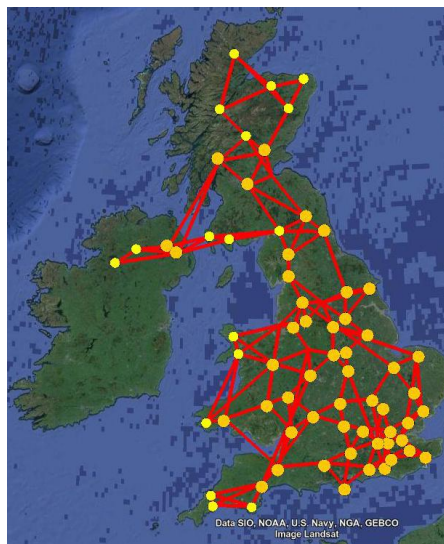 Data SIO, NOAA, U.S. Navy, NGA, GEBCO
Image Landsat